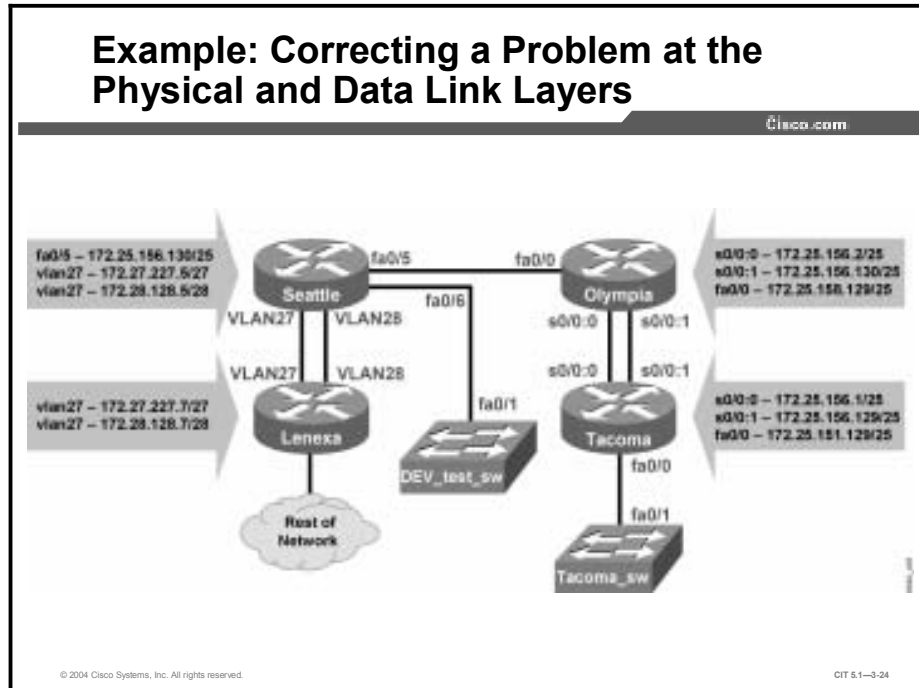 Example: Correcting a Problem at the
Physical and Data Link Layers
Cisco.com
fa0/5 – 172.25.156.130/25
vlan27 – 172.27.227.5/27
vlan27 – 172.28.128.5/28
fa0/5
fa0/0
s0/0:0 – 172.25.156.2/25
s0/0:1 – 172.25.156.130/25
fa0/0 – 172.25.158.129/25
Seattle
fa0/6
Olympia
VLAN27
VLAN28
s0/0:0
s0/0:1
VLAN27
VLAN28
s0/0:0
s0/0:1
vlan27 – 172.27.227.7/27
vlan27 – 172.28.128.7/28
s0/0:0 – 172.25.156.1/25
s0/0:1 – 172.25.156.129/25
fa0/0 – 172.25.151.129/25
Lenexa
fa0/1
Tacoma
DEV_test_sw
fa0/0
Rest of
Network
fa0/1
Tacoma_sw
© 2004 Cisco Systems, Inc. All rights reserved.
CIT 5.1—3-24